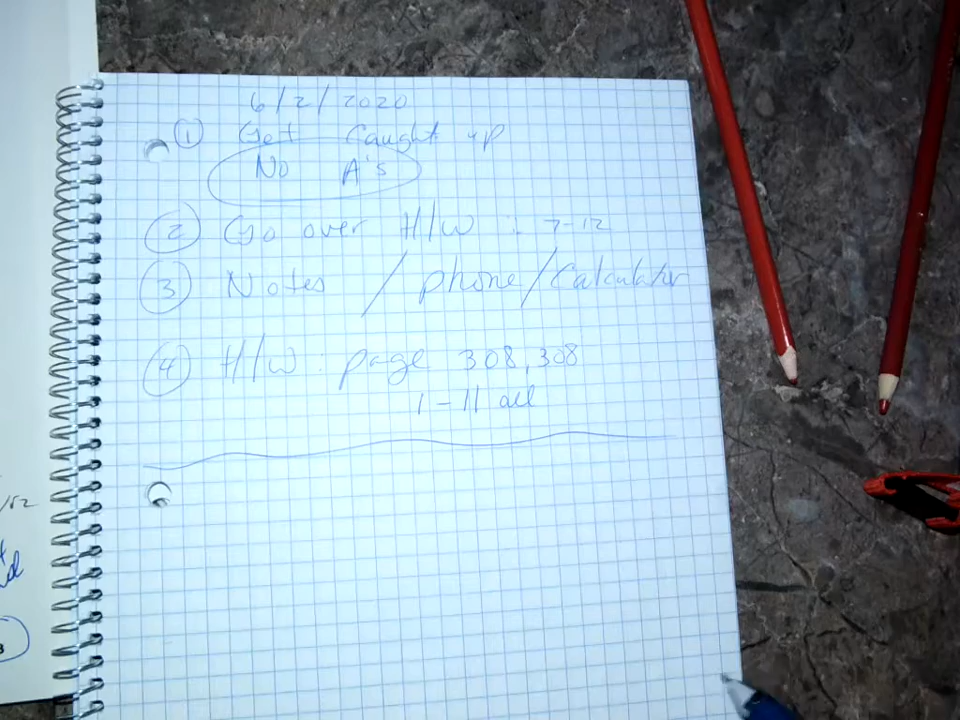 6/2/2020
① Get Caught up
No A's
② Go over H/W : 7-12
③ Notes / phone / Calculator
④ H/W : page 308, 308
1 - 11 all